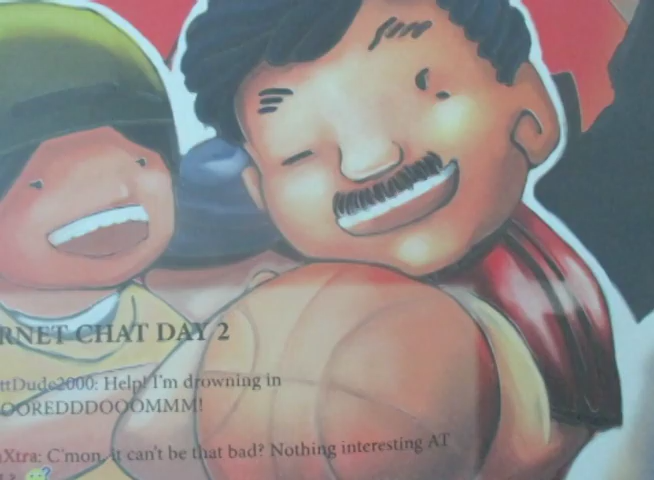 RNET CHAT DAY 2
ttDude2000: Help! I'm drowning in
OOREDDDOOOMMM!
Xtra: C'mon, it can't be that bad? Nothing interesting AT